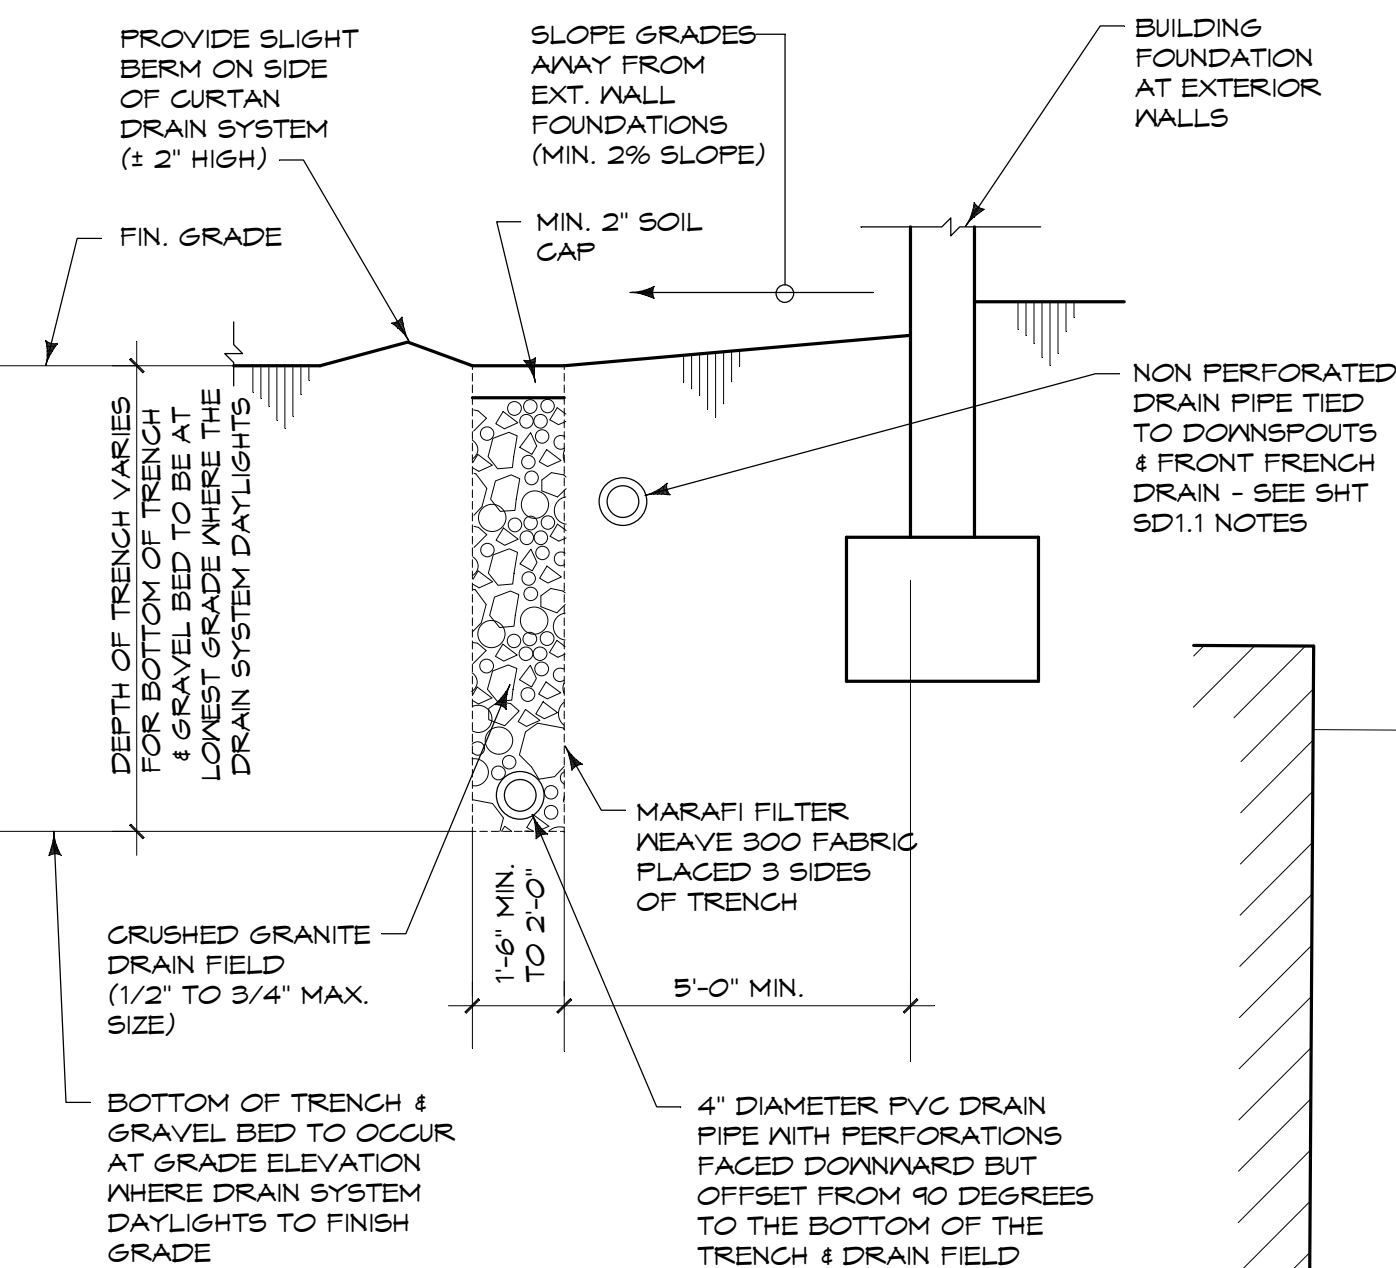 PROVIDE SLIGHT
BERM ON SIDE
OF CURTAN
DRAIN SYSTEM
(± 2" HIGH)
SLOPE GRADES
AWAY FROM
EXT. WALL
FOUNDATIONS
(MIN. 2% SLOPE)
BUILDING
FOUNDATION
AT EXTERIOR
WALLS
FIN. GRADE
MIN. 2" SOIL
CAP
NON PERFORATED
DRAIN PIPE TIED
TO DOWNSPOUTS
& FRONT FRENCH
DRAIN - SEE SHT
SD1.1 NOTES
DEPTH OF TRENCH VARIES
FOR BOTTOM OF TRENCH
& GRAVEL BED TO BE AT
LOWEST GRADE WHERE THE
DRAIN SYSTEM DAYLIGHTS
MARAFI FILTER
WEAVE 300 FABRIC
PLACED 3 SIDES
OF TRENCH
1'-6" MIN.
TO 2'-0"
5'-0" MIN.
CRUSHED GRANITE
DRAIN FIELD
(1/2" TO 3/4" MAX.
SIZE)
BOTTOM OF TRENCH &
GRAVEL BED TO OCCUR
AT GRADE ELEVATION
WHERE DRAIN SYSTEM
DAYLIGHTS TO FINISH
GRADE
4" DIAMETER PVC DRAIN
PIPE WITH PERFORATIONS
FACED DOWNWARD BUT
OFFSET FROM 90 DEGREES
TO THE BOTTOM OF THE
TRENCH & DRAIN FIELD